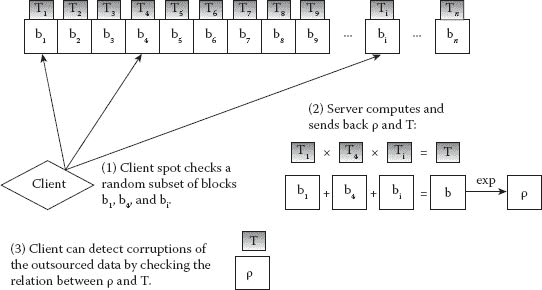 T₁ T₂ T₃ T₄ T₅ T₆ T₇ T₈ T₉ Tᵢ Tₙ
b₁ b₂ b₃ b₄ b₅ b₆ b₇ b₈ b₉ ... bᵢ ... bₙ
(2) Server computes and
sends back ρ and T:
T₁ × T₄ × Tᵢ = T
b₁ + b₄ + bᵢ = b exp ρ
Client
(1) Client spot checks a
random subset of blocks
b₁, b₄, and bᵢ.
(3) Client can detect corruptions of
the outsourced data by checking the
relation between ρ and T.
T
ρ